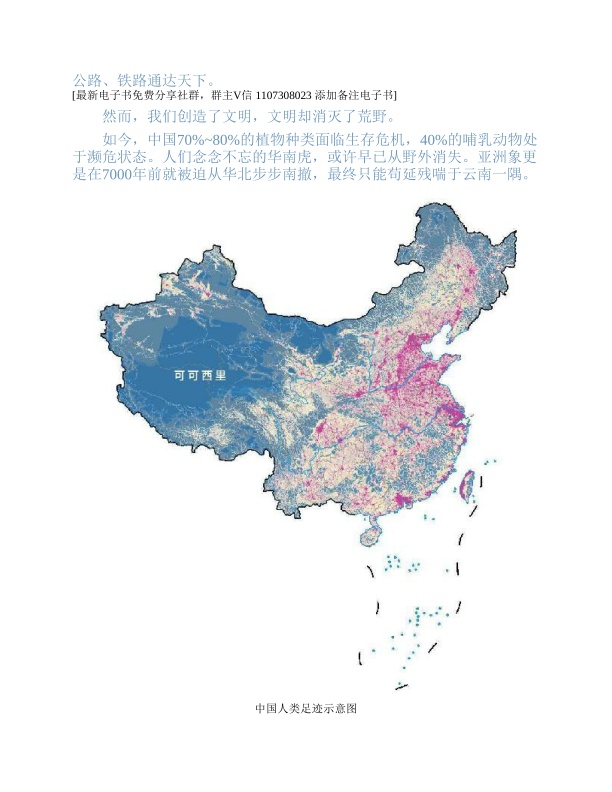 公路、铁路通达天下。
[最新电子书免费分享社群，群主V信 1107308023 添加备注电子书]
然而，我们创造了文明，文明却消灭了荒野。
如今，中国70%~80%的植物种类面临生存危机，40%的哺乳动物处
于濒危状态。人们念念不忘的华南虎，或许早已从野外消失。亚洲象更
是在7000年前就被迫从华北步步南撤，最终只能苟延残喘于云南一隅。
可可西里
中国人类足迹示意图